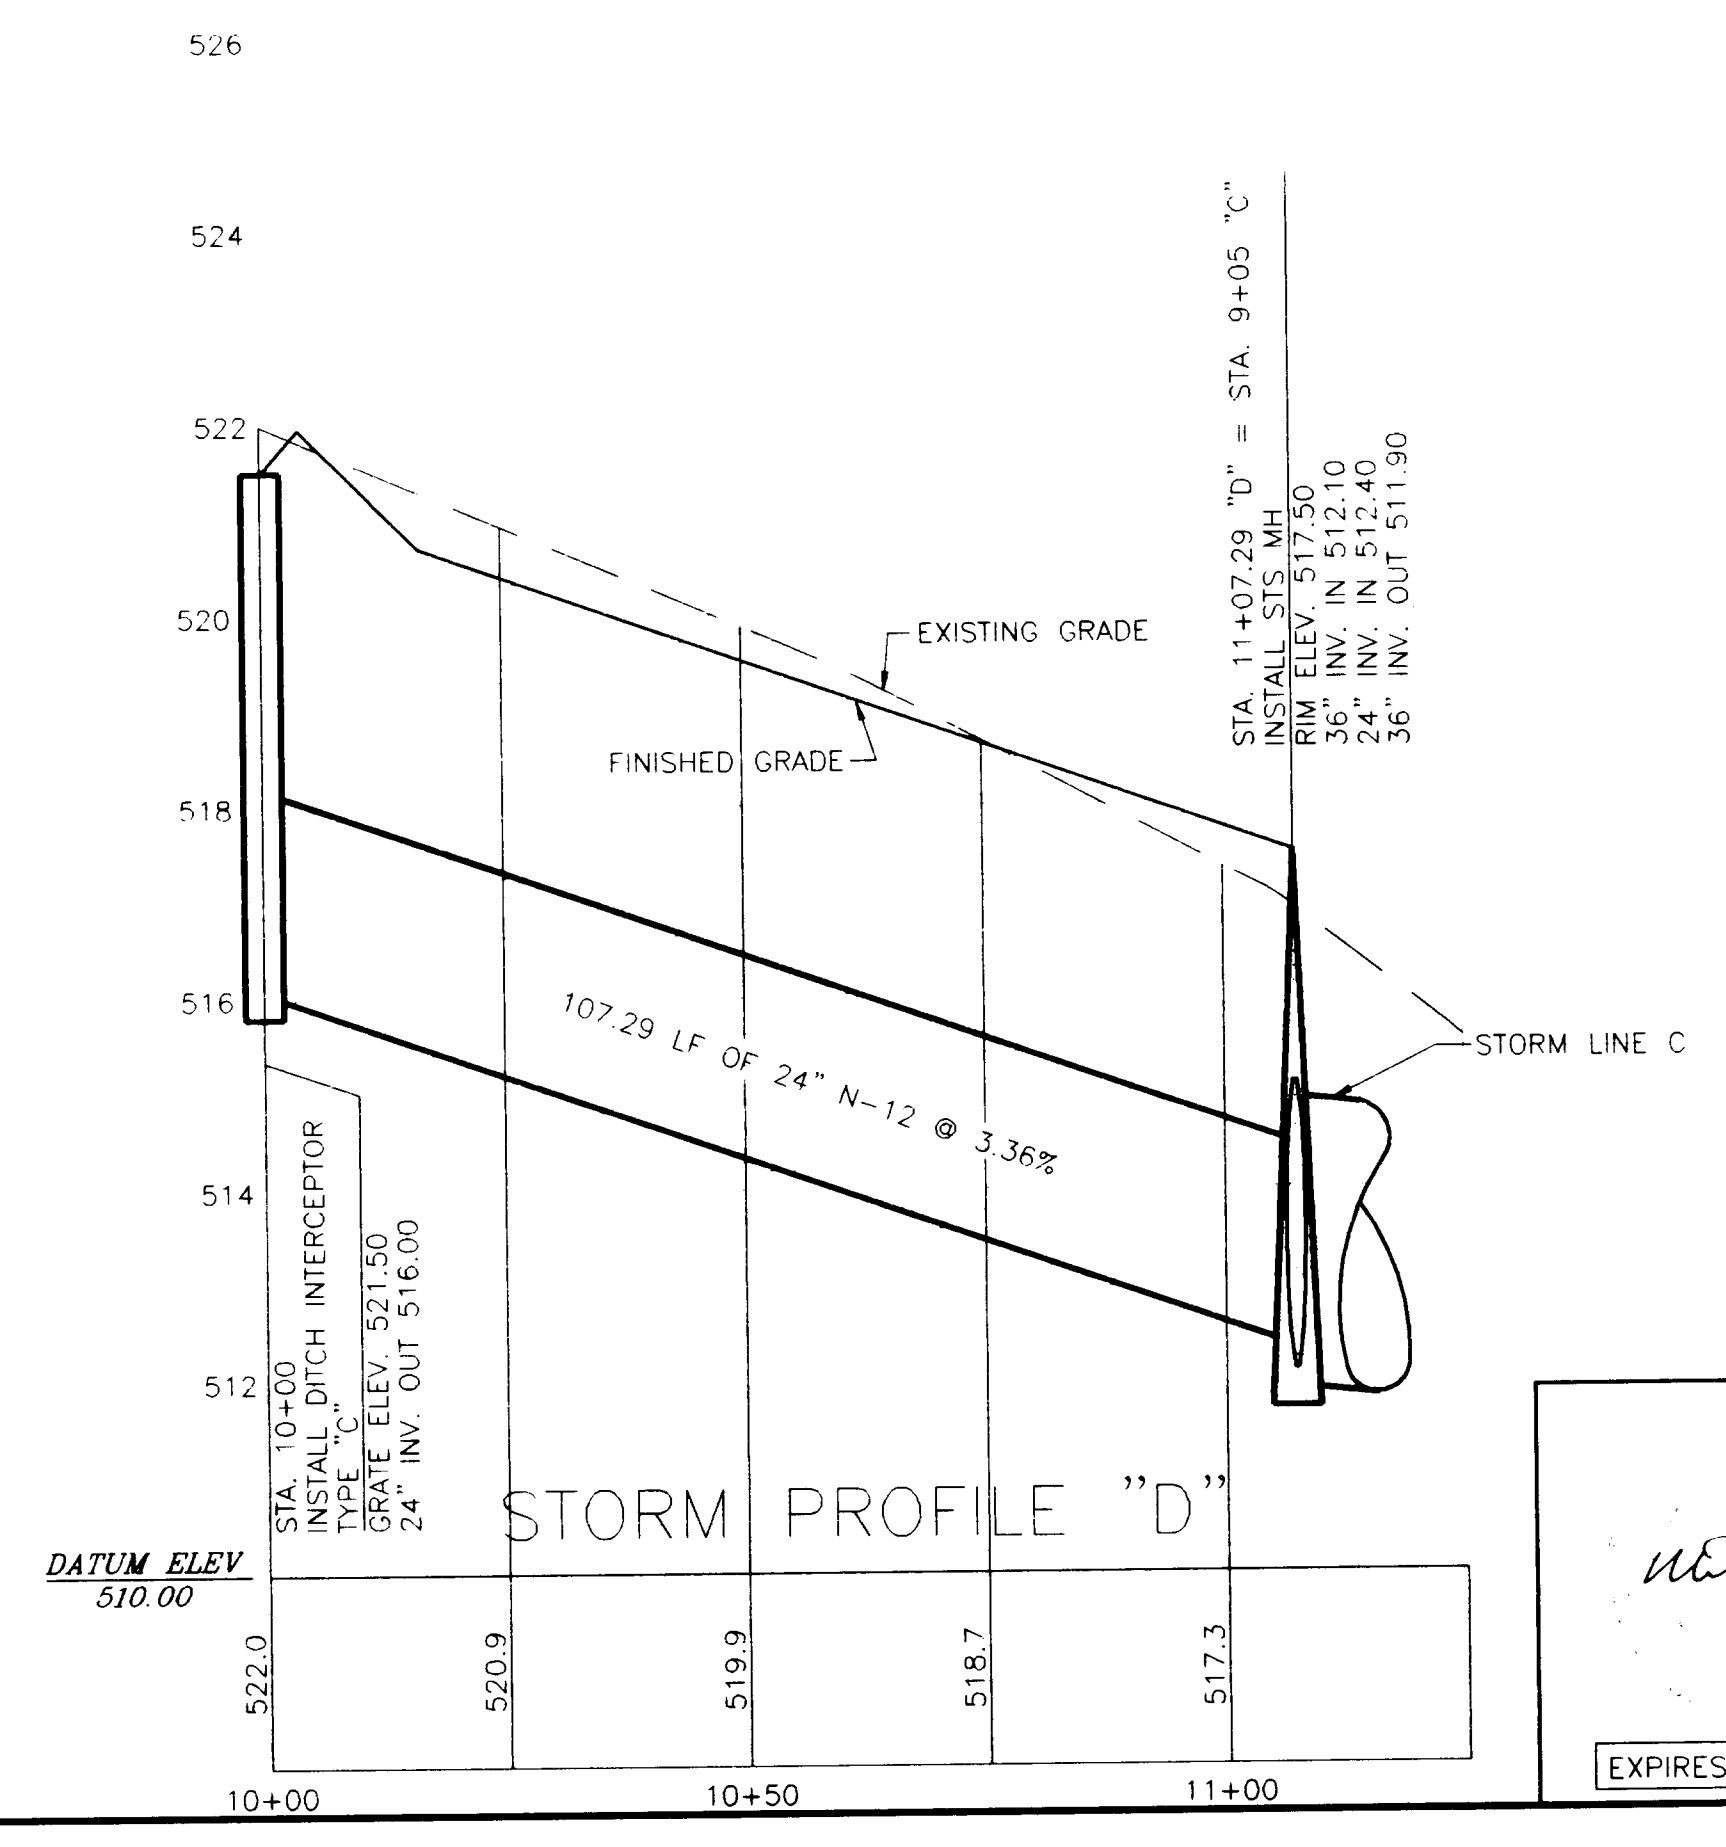 526
524
522
520
518
516
514
512
STA. 11+07.29 "D" = STA. 9+05 "C"
INSTALL STS MH
RIM ELEV. 517.50
36" INV. IN 512.10
24" INV. IN 512.40
36" INV. OUT 511.90
EXISTING GRADE
FINISHED GRADE
107.29 LF OF 24" N-12 @ 3.36%
STORM LINE C
STA. 10+00
INSTALL DITCH INTERCEPTOR
TYPE "C"
GRATE ELEV. 521.50
24" INV. OUT 516.00
STORM PROFILE "D"
DATUM ELEV
510.00
522.0
520.9
519.9
518.7
517.3
10+00
10+50
11+00
EXPIRES